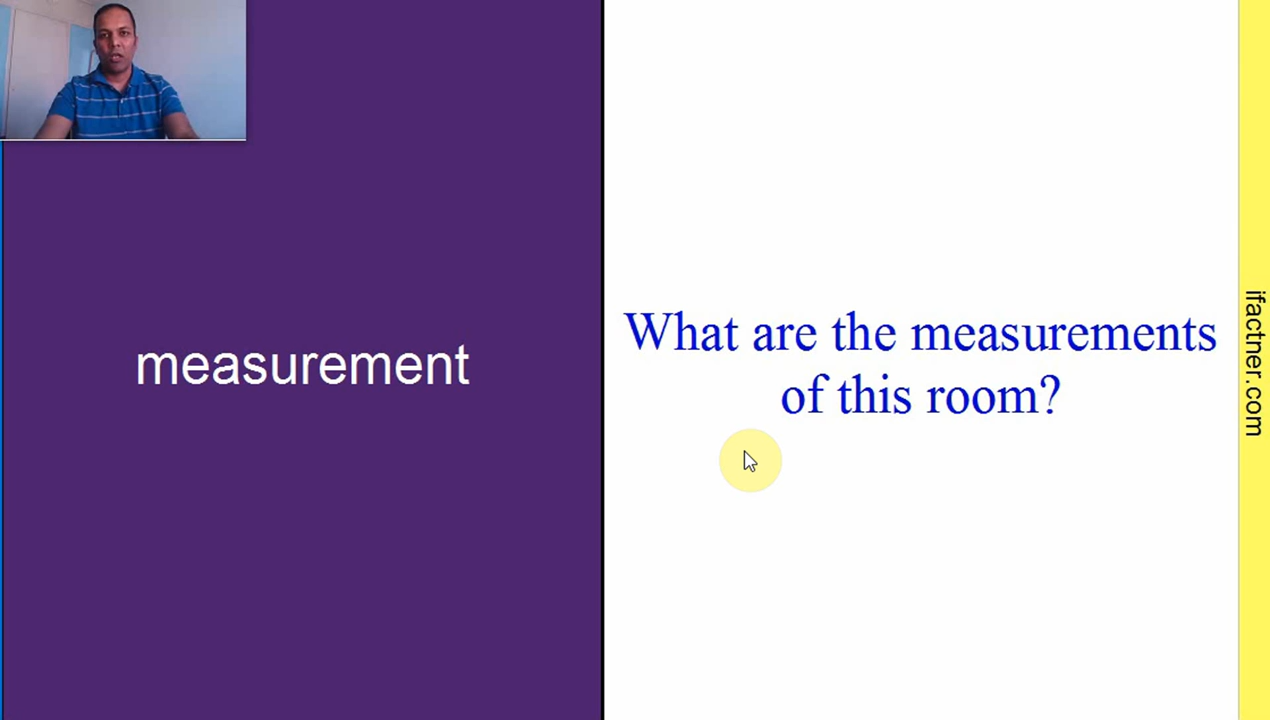 measurement
What are the measurements
of this room?
ifactner.com